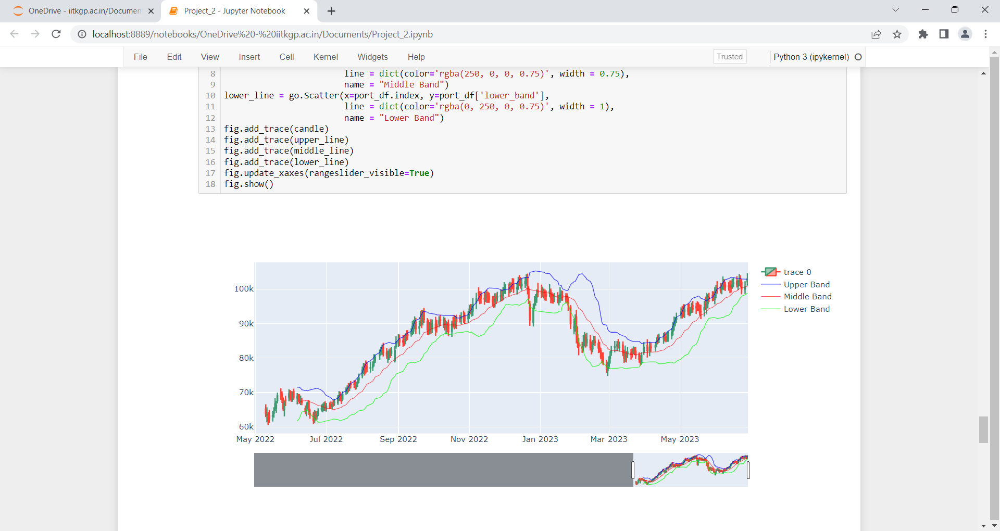 OneDrive - iitkgp.ac.in/Documen
Project_2 - Jupyter Notebook
localhost:8889/notebooks/OneDrive%20-%20iitkgp.ac.in/Documents/Project_2.ipynb
File Edit View Insert Cell Kernel Widgets Help Trusted Python 3 (ipykernel)
8 line = dict(color='rgba(250, 0, 0, 0.75)', width = 0.75),
9 name = "Middle Band")
10 lower_line = go.Scatter(x=port_df.index, y=port_df['lower_band'],
11 line = dict(color='rgba(0, 250, 0, 0.75)', width = 1),
12 name = "Lower Band")
13 fig.add_trace(candle)
14 fig.add_trace(upper_line)
15 fig.add_trace(middle_line)
16 fig.add_trace(lower_line)
17 fig.update_xaxes(rangeslider_visible=True)
18 fig.show()
trace 0
Upper Band
Middle Band
Lower Band
100k
90k
80k
70k
60k
May 2022 Jul 2022 Sep 2022 Nov 2022 Jan 2023 Mar 2023 May 2023